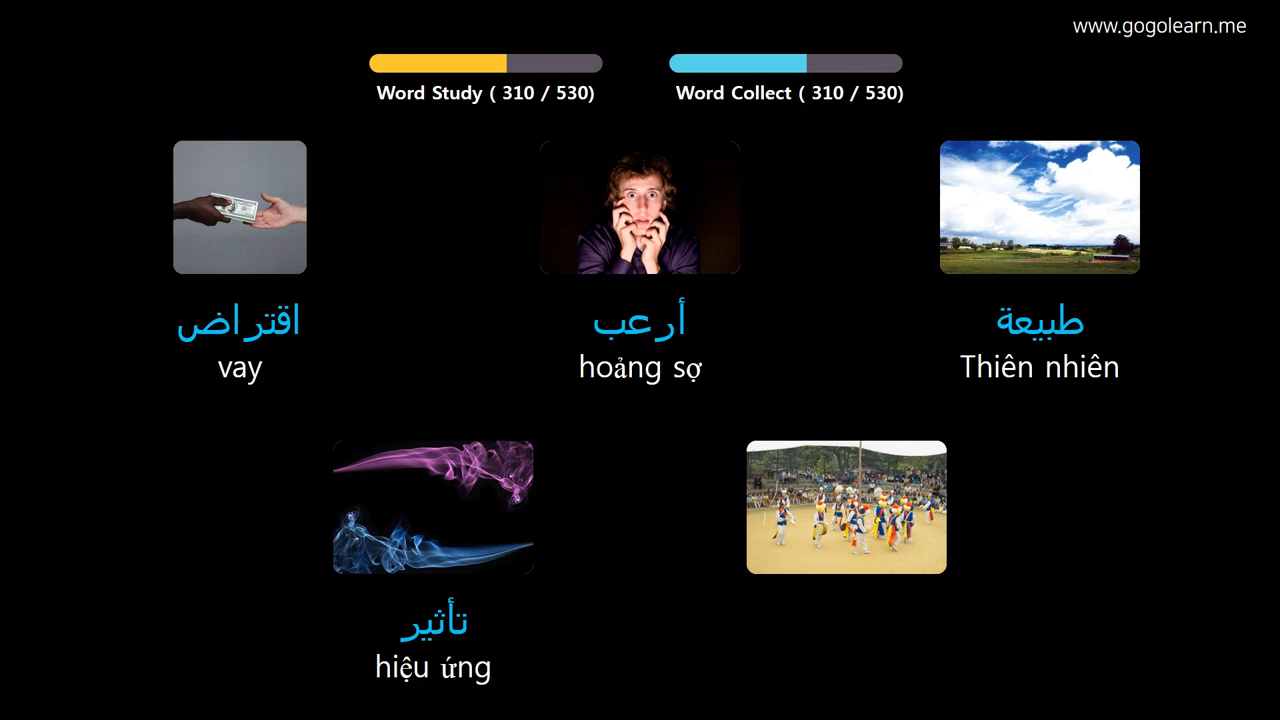 www.gogolearn.me
Word Study ( 310 / 530)
Word Collect ( 310 / 530)
اقتراض
vay
أرعب
hoảng sợ
طبيعة
Thiên nhiên
تأثير
hiệu ứng